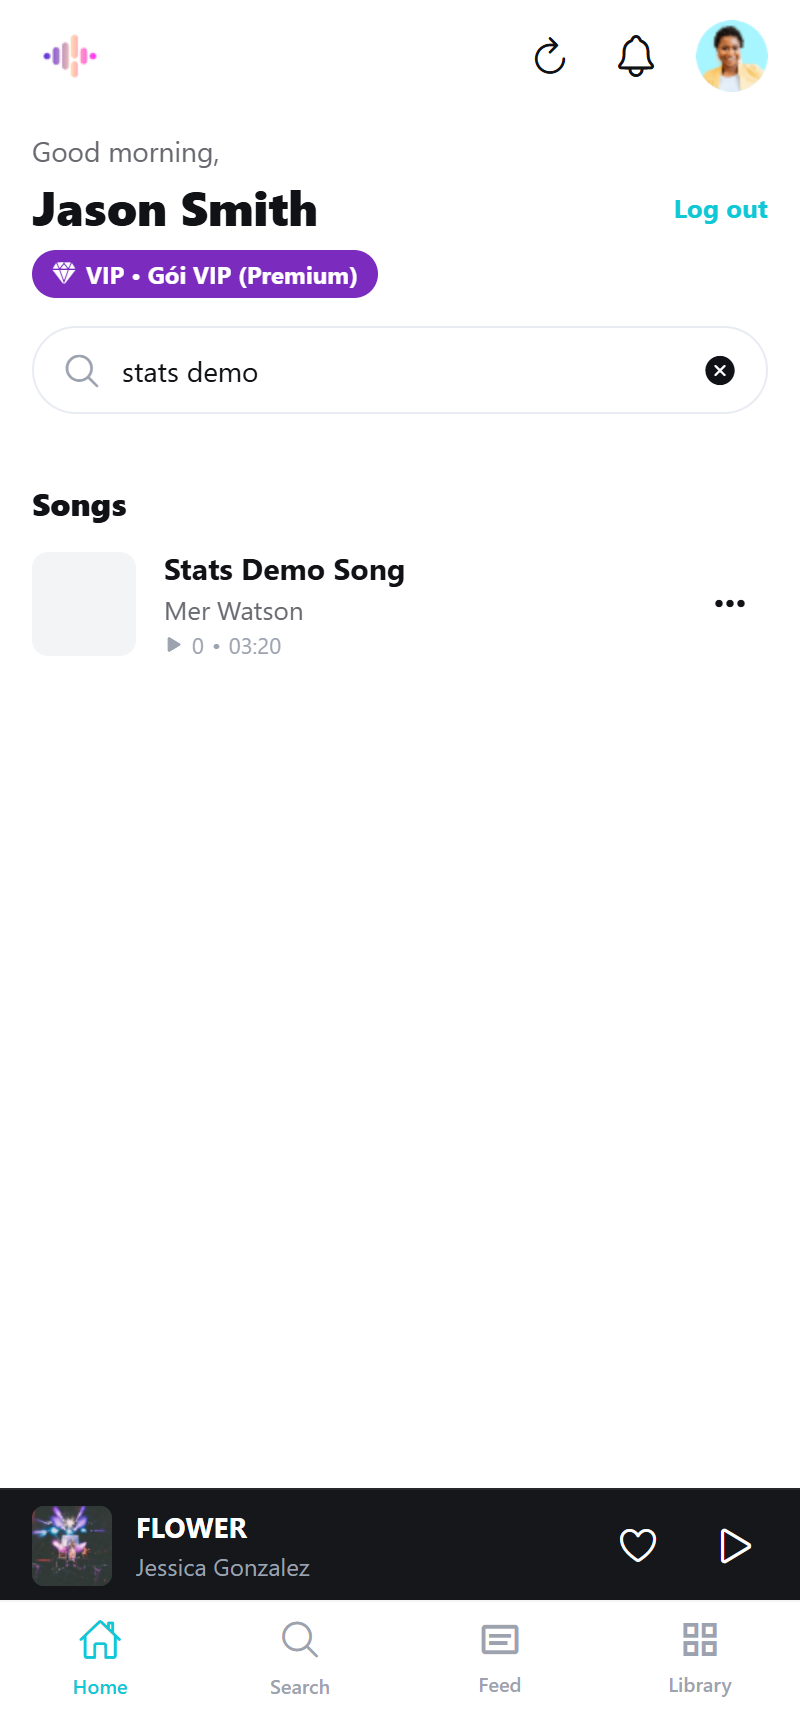 Good morning,
Jason Smith
Log out
VIP • Gói VIP (Premium)
stats demo
Songs
Stats Demo Song
Mer Watson
0 • 03:20
FLOWER
Jessica Gonzalez
Home
Search
Feed
Library